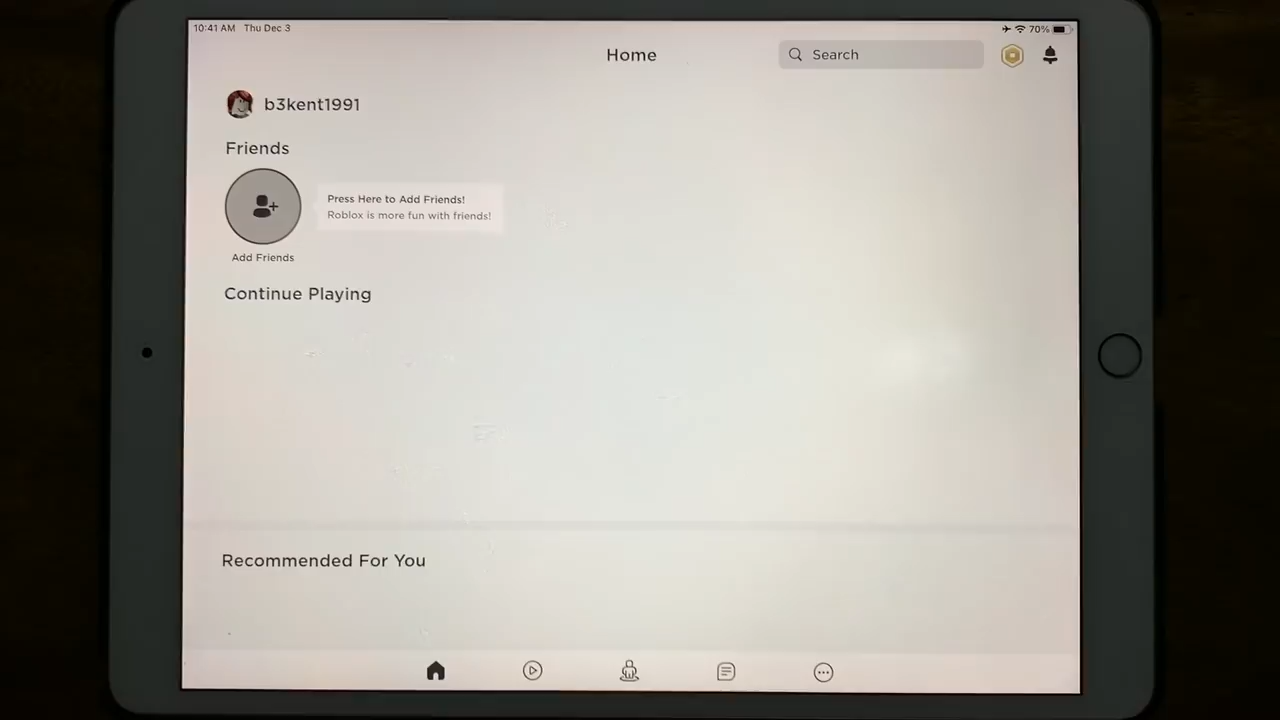 10:41 AM Thu Dec 3
70%
Home
Search
b3kent1991
Friends
Press Here to Add Friends!
Roblox is more fun with friends!
Add Friends
Continue Playing
Recommended For You